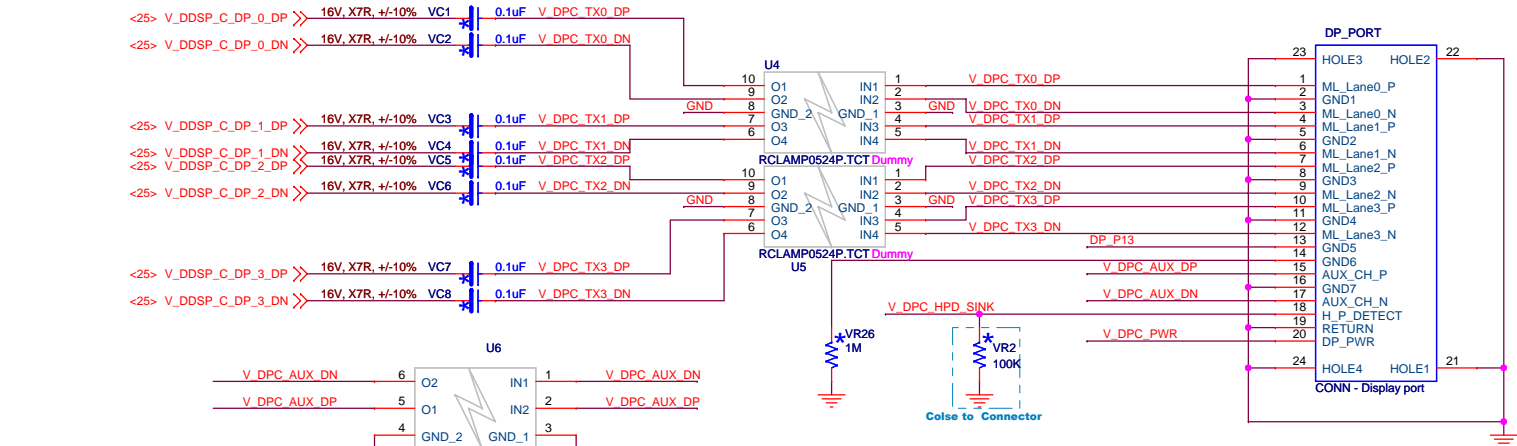 <25> V_DDSP_C_DP_0_DP 16V, X7R, +/-10% VC1 0.1uF V_DPC_TX0_DP
<25> V_DDSP_C_DP_0_DN 16V, X7R, +/-10% VC2 0.1uF V_DPC_TX0_DN
<25> V_DDSP_C_DP_1_DP 16V, X7R, +/-10% VC3 0.1uF V_DPC_TX1_DP
<25> V_DDSP_C_DP_1_DN 16V, X7R, +/-10% VC4 0.1uF V_DPC_TX1_DN
<25> V_DDSP_C_DP_2_DP 16V, X7R, +/-10% VC5 0.1uF V_DPC_TX2_DP
<25> V_DDSP_C_DP_2_DN 16V, X7R, +/-10% VC6 0.1uF V_DPC_TX2_DN
<25> V_DDSP_C_DP_3_DP 16V, X7R, +/-10% VC7 0.1uF V_DPC_TX3_DP
<25> V_DDSP_C_DP_3_DN 16V, X7R, +/-10% VC8 0.1uF V_DPC_TX3_DN
U4
10 O1 IN1 1 V_DPC_TX0_DP
9 O2 IN2 2 V_DPC_TX0_DN
GND 8 GND_2 GND_1 3 GND
7 O3 IN3 4 V_DPC_TX1_DP
6 O4 IN4 5 V_DPC_TX1_DN
RCLAMP0524P.TCT Dummy
10 O1 IN1 1 V_DPC_TX2_DP
9 O2 IN2 2 V_DPC_TX2_DN
GND 8 GND_2 GND_1 3 GND
7 O3 IN3 4 V_DPC_TX3_DP
6 O4 IN4 5 V_DPC_TX3_DN
RCLAMP0524P.TCT Dummy
U5
DP_PORT
23 HOLE3 HOLE2 22
1 ML_Lane0_P
2 GND1
3 ML_Lane0_N
4 ML_Lane1_P
5 GND2
6 ML_Lane1_N
7 ML_Lane2_P
8 GND3
9 ML_Lane2_N
10 ML_Lane3_P
11 GND4
12 ML_Lane3_N
DP_P13 13 GND5
14 GND6
V_DPC_AUX_DP 15 AUX_CH_P
16 GND7
V_DPC_AUX_DN 17 AUX_CH_N
V_DPC_HPD_SINK 18 H_P_DETECT
19 RETURN
V_DPC_PWR 20 DP_PWR
24 HOLE4 HOLE1 21
CONN - Display port
VR26
1M
VR2
100K
Colse to Connector
U6
V_DPC_AUX_DN 6 O2 IN1 1 V_DPC_AUX_DN
V_DPC_AUX_DP 5 O1 IN2 2 V_DPC_AUX_DP
4 GND_2 GND_1 3